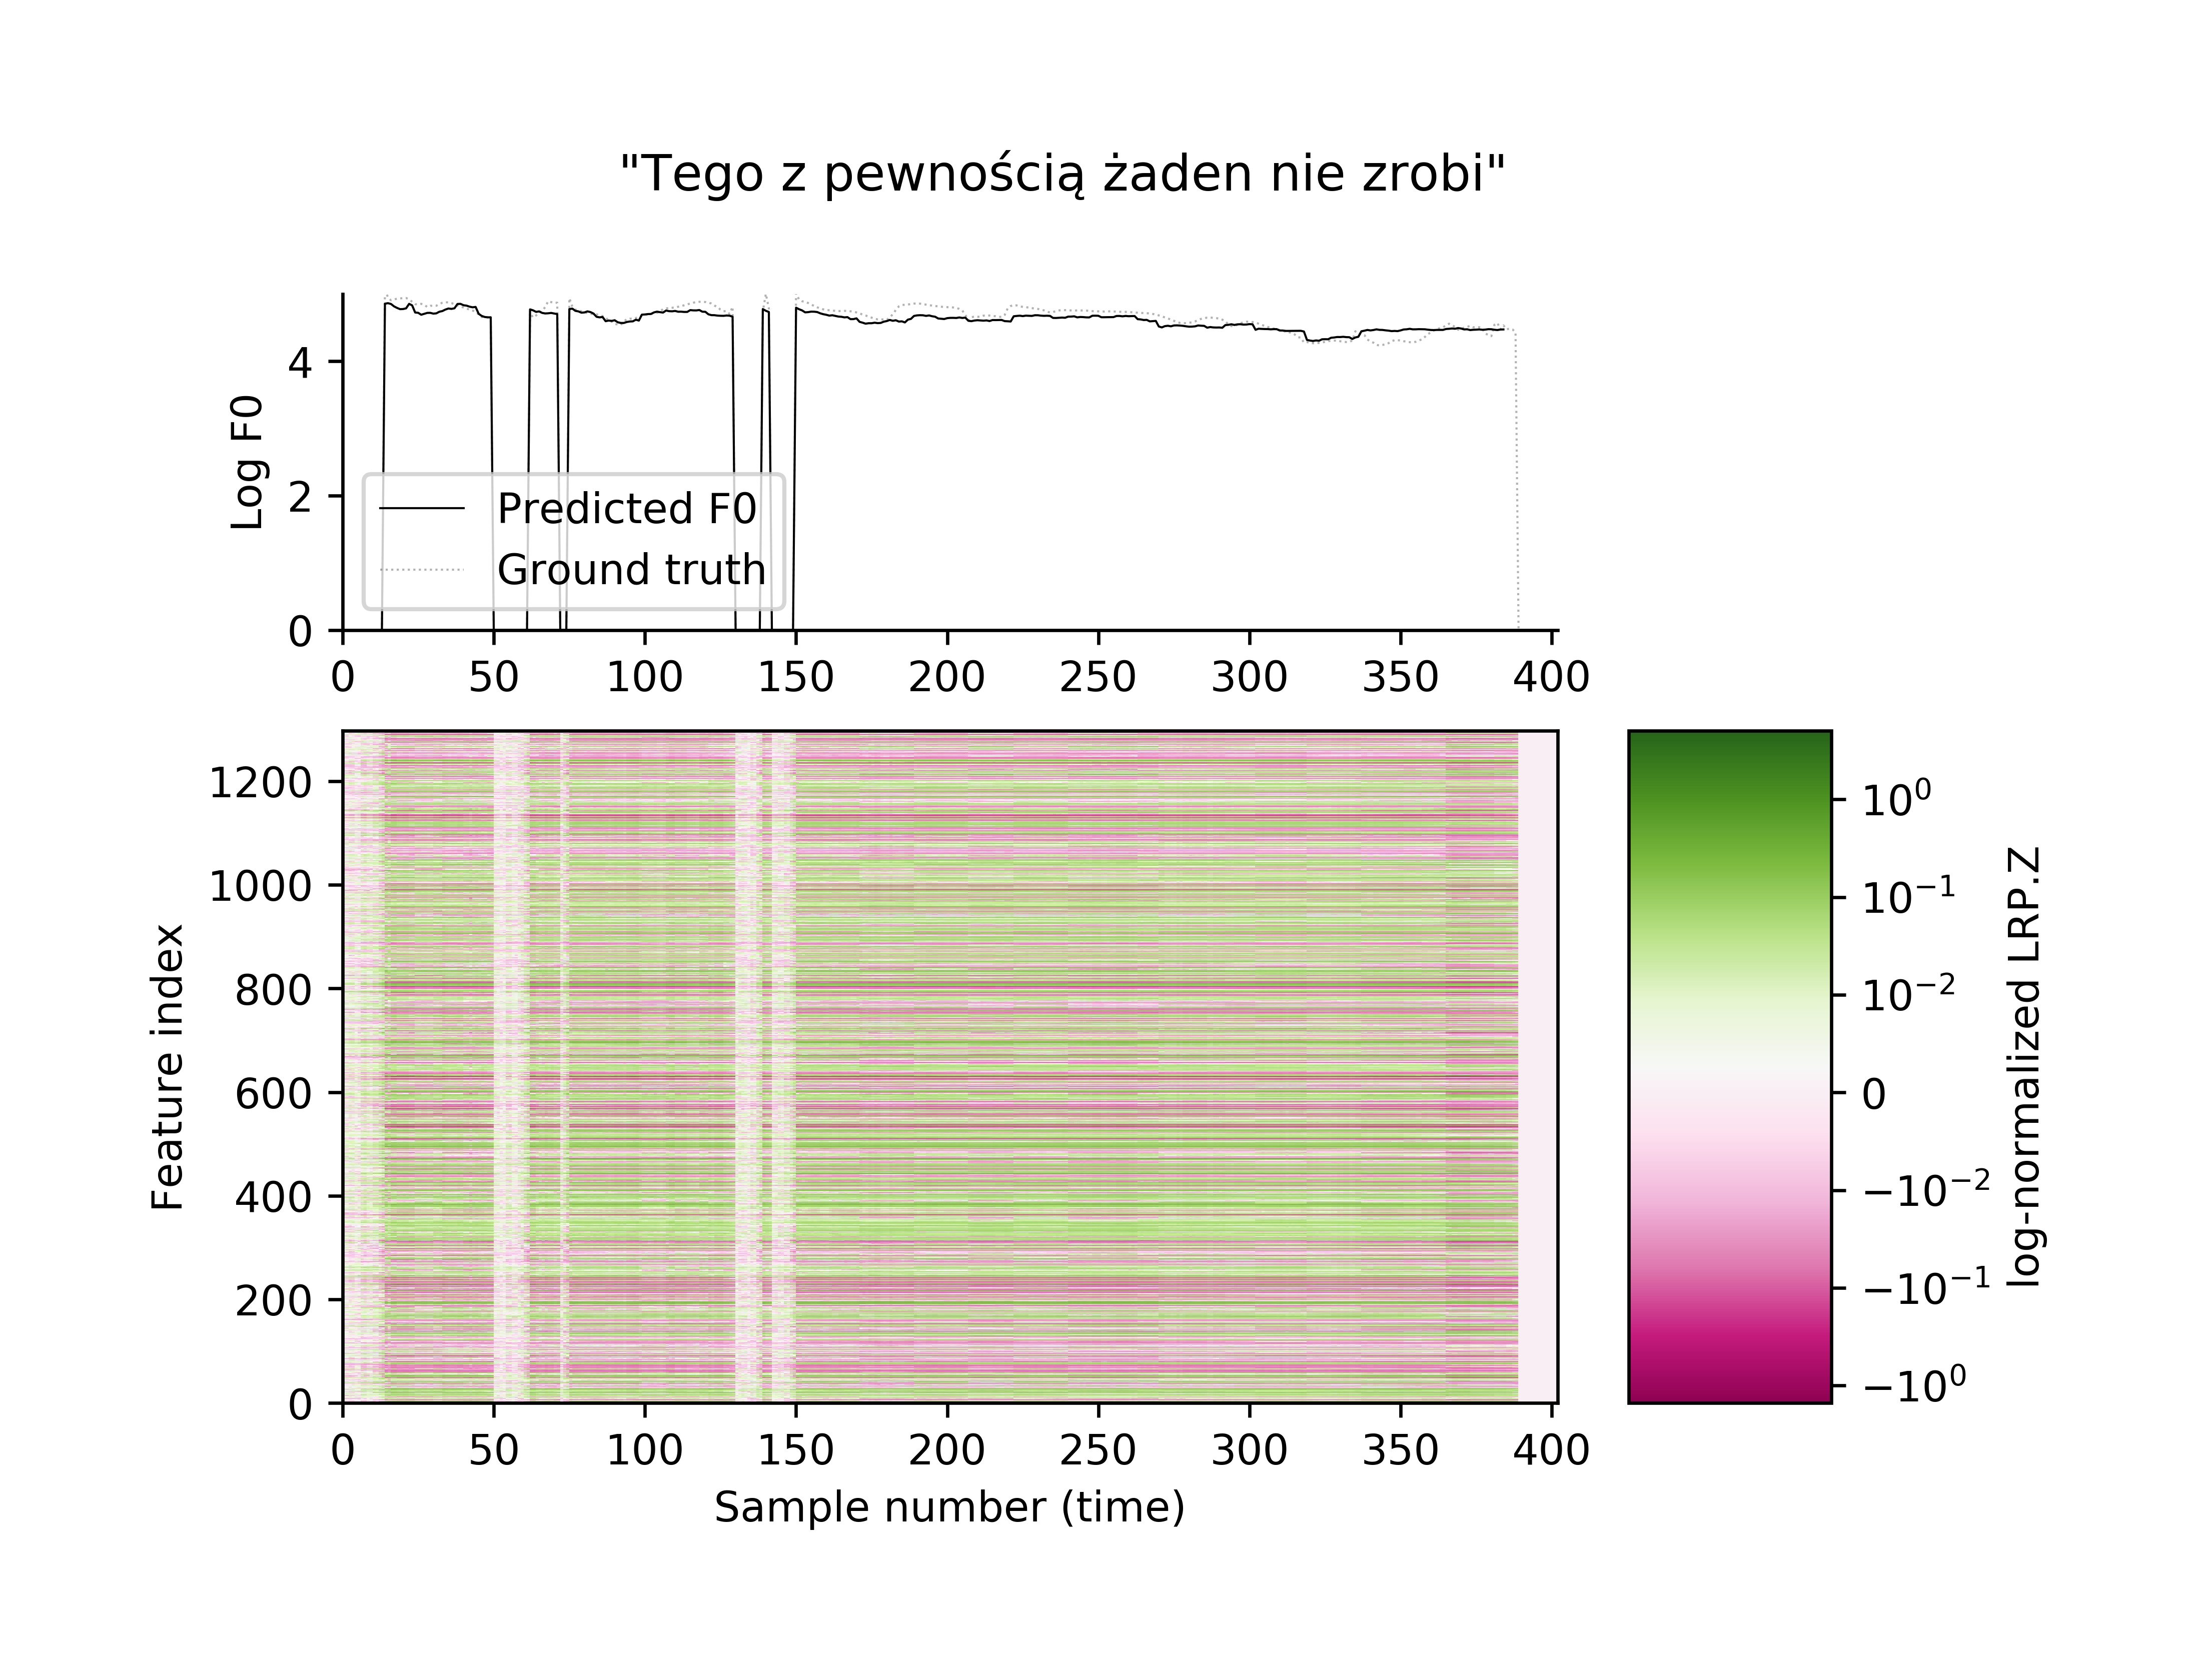 "Tego z pewnością żaden nie zrobi"
Log F0
4
2
0
Predicted F0
Ground truth
0 50 100 150 200 250 300 350 400
Feature index
1200
1000
800
600
400
200
0
0 50 100 150 200 250 300 350 400
Sample number (time)
10⁰
10⁻¹
10⁻²
0
−10⁻²
−10⁻¹
−10⁰
log-normalized LRP.Z